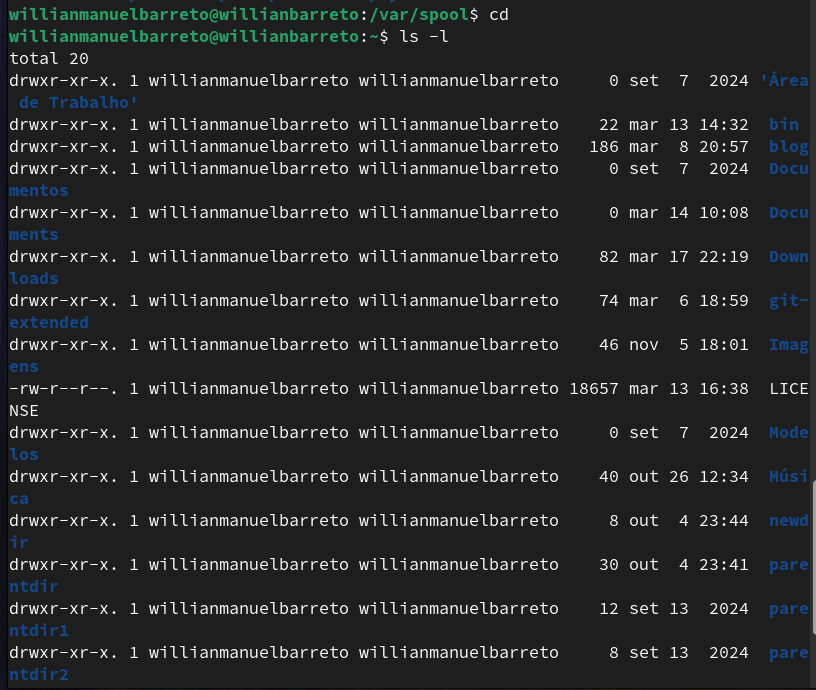 willianmanuelbarreto@willianbarreto:/var/spool$ cd
willianmanuelbarreto@willianbarreto:~$ ls -l
total 20
drwxr-xr-x. 1 willianmanuelbarreto willianmanuelbarreto     0 set  7  2024 'Área
 de Trabalho'
drwxr-xr-x. 1 willianmanuelbarreto willianmanuelbarreto    22 mar 13 14:32  bin
drwxr-xr-x. 1 willianmanuelbarreto willianmanuelbarreto   186 mar  8 20:57  blog
drwxr-xr-x. 1 willianmanuelbarreto willianmanuelbarreto     0 set  7  2024  Docu
mentos
drwxr-xr-x. 1 willianmanuelbarreto willianmanuelbarreto     0 mar 14 10:08  Docu
ments
drwxr-xr-x. 1 willianmanuelbarreto willianmanuelbarreto    82 mar 17 22:19  Down
loads
drwxr-xr-x. 1 willianmanuelbarreto willianmanuelbarreto    74 mar  6 18:59  git-
extended
drwxr-xr-x. 1 willianmanuelbarreto willianmanuelbarreto    46 nov  5 18:01  Imag
ens
-rw-r--r--. 1 willianmanuelbarreto willianmanuelbarreto 18657 mar 13 16:38  LICE
NSE
drwxr-xr-x. 1 willianmanuelbarreto willianmanuelbarreto     0 set  7  2024  Mode
los
drwxr-xr-x. 1 willianmanuelbarreto willianmanuelbarreto    40 out 26 12:34  Músi
ca
drwxr-xr-x. 1 willianmanuelbarreto willianmanuelbarreto     8 out  4 23:44  newd
ir
drwxr-xr-x. 1 willianmanuelbarreto willianmanuelbarreto    30 out  4 23:41  pare
ntdir
drwxr-xr-x. 1 willianmanuelbarreto willianmanuelbarreto    12 set 13  2024  pare
ntdir1
drwxr-xr-x. 1 willianmanuelbarreto willianmanuelbarreto     8 set 13  2024  pare
ntdir2